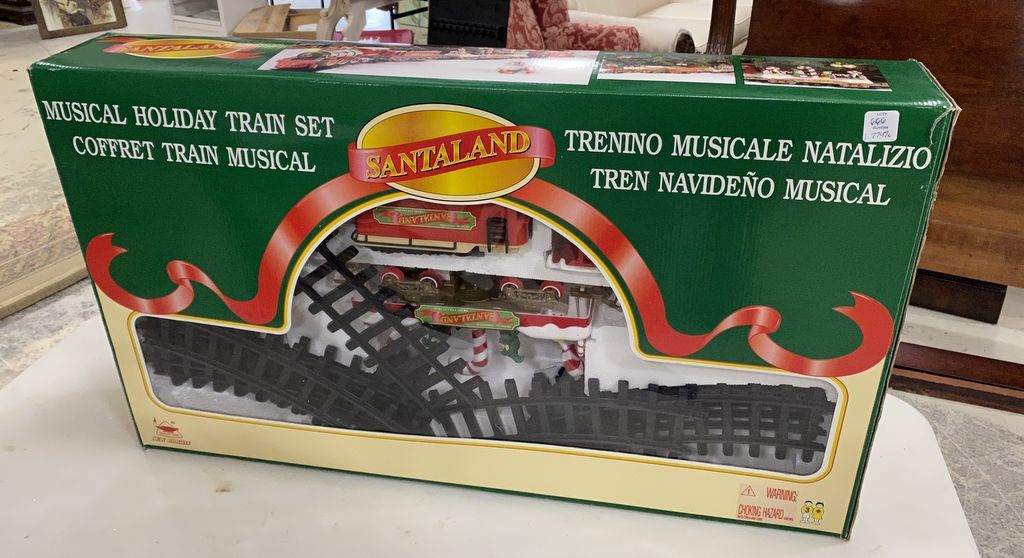 SANTALAND
MUSICAL HOLIDAY TRAIN SET
COFFRET TRAIN MUSICAL
SANTALAND
TRENINO MUSICALE NATALIZIO
TREN NAVIDEÑO MUSICAL
SANTALAND
SANTALAND
WARNING:
CHOKING HAZARD